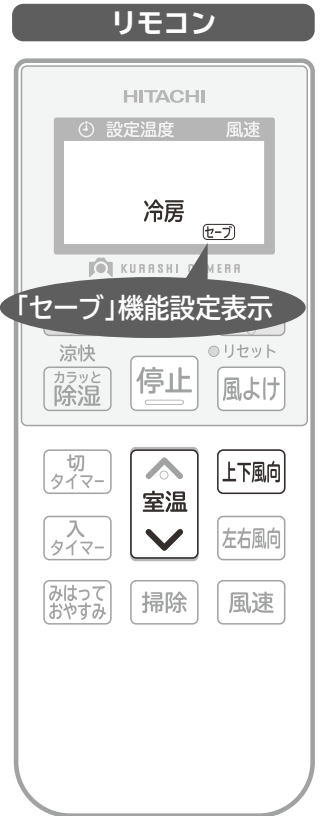 リモコン
HITACHI
設定温度 風速
冷房
セーブ
KURASHI CAMERA
「セーブ」機能設定表示
涼快
カラッと
除湿
停止
リセット
風よけ
切
タイマー
室温
上下風向
入
タイマー
左右風向
みはって
おやすみ
掃除
風速